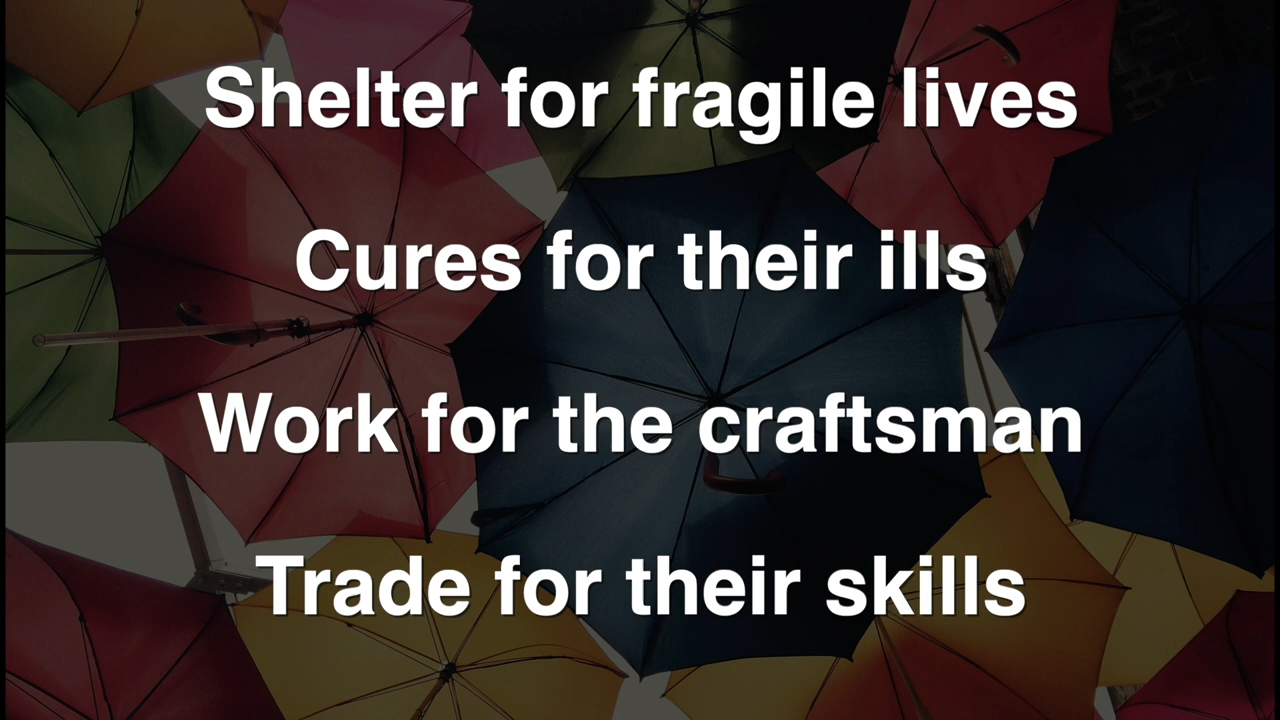 Shelter for fragile lives
Cures for their ills
Work for the craftsman
Trade for their skills